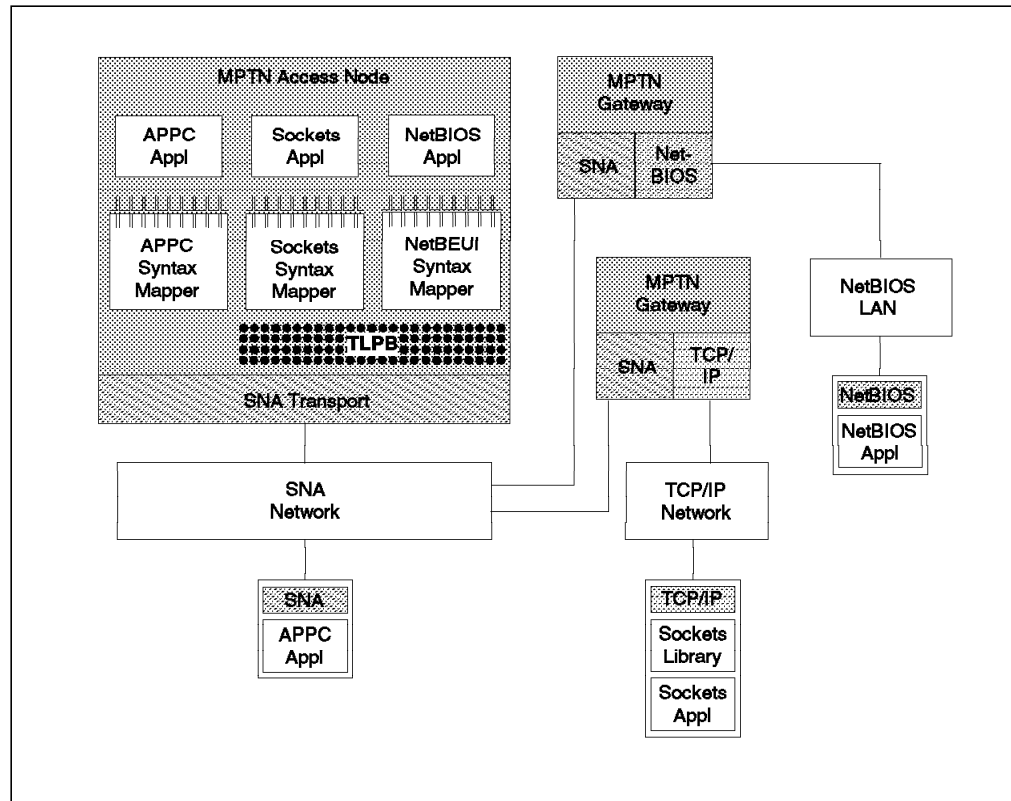 MPTN Access Node
APPC
Appl
Sockets
Appl
NetBIOS
Appl
APPC
Syntax
Mapper
Sockets
Syntax
Mapper
NetBEUI
Syntax
Mapper
TLPB
SNA Transport
SNA
Network
SNA
APPC
Appl
MPTN
Gateway
SNA
Net-
BIOS
MPTN
Gateway
SNA
TCP/
IP
NetBIOS
LAN
NetBIOS
NetBIOS
Appl
TCP/IP
Network
TCP/IP
Sockets
Library
Sockets
Appl